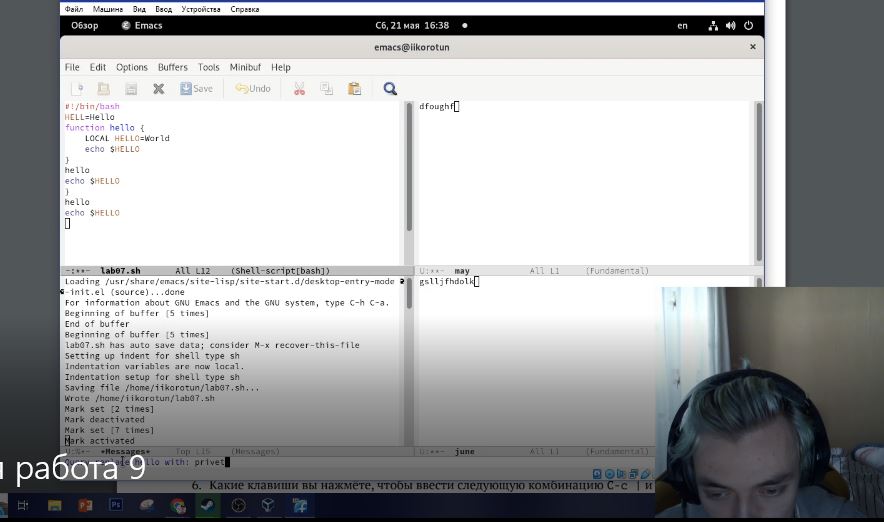 Файл Машина Вид Ввод Устройства Справка
Обзор Emacs Сб, 21 мая 16:38 en
emacs@iikorotun
File Edit Options Buffers Tools Minibuf Help
Save Undo
#!/bin/bash
HELL=Hello
function hello {
LOCAL HELLO=World
echo $HELLO
}
hello
echo $HELLO
}
hello
echo $HELLO
-:**- lab07.sh All L12 (Shell-script[bash])
dfoughf
U:**- may All L1 (Fundamental)
Loading /usr/share/emacs/site-lisp/site-start.d/desktop-entry-mode
-init.el (source)...done
For information about GNU Emacs and the GNU system, type C-h C-a.
Beginning of buffer [5 times]
End of buffer
Beginning of buffer [5 times]
lab07.sh has auto save data; consider M-x recover-this-file
Setting up indent for shell type sh
Indentation variables are now local.
Indentation setup for shell type sh
Saving file /home/iikorotun/lab07.sh...
Wrote /home/iikorotun/lab07.sh
Mark set [2 times]
Mark deactivated
Mark set [7 times]
Mark activated
U:%*- *Messages* Top L15 (Messages)
gslljfhdolk
U:**- june All L1 (Fundamental)
hello with: privet
работа 9
6. Какие клавиши вы нажмёте, чтобы ввести следующую комбинацию C-c | и